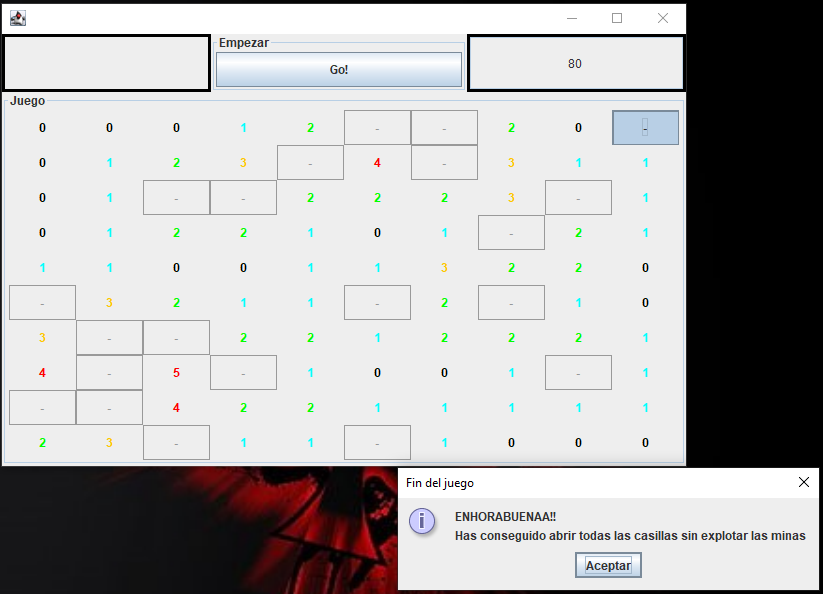 Empezar
Go!
80
Juego
0 0 0 1 2 - - 2 0 -
0 1 2 3 - 4 - 3 1 1
0 1 - - 2 2 2 3 - 1
0 1 2 2 1 0 1 - 2 1
1 1 0 0 1 1 3 2 2 0
- 3 2 1 1 - 2 - 1 0
3 - - 2 2 1 2 2 2 1
4 - 5 - 1 0 0 1 - 1
- - 4 2 2 1 1 1 1 1
2 3 - 1 1 - 1 0 0 0
Fin del juego
ENHORABUENAA!!
Has conseguido abrir todas las casillas sin explotar las minas
Aceptar